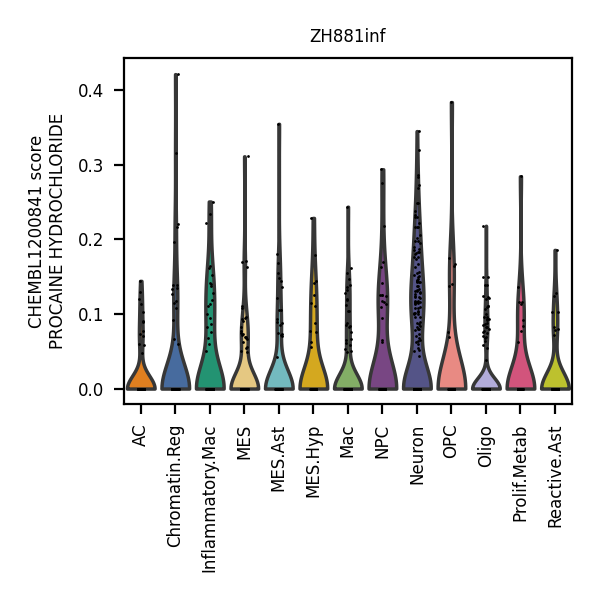 ZH881inf
CHEMBL1200841 score
PROCAINE HYDROCHLORIDE
0.4
0.3
0.2
0.1
0.0
AC
Chromatin.Reg
Inflammatory.Mac
MES
MES.Ast
MES.Hyp
Mac
NPC
Neuron
OPC
Oligo
Prolif.Metab
Reactive.Ast